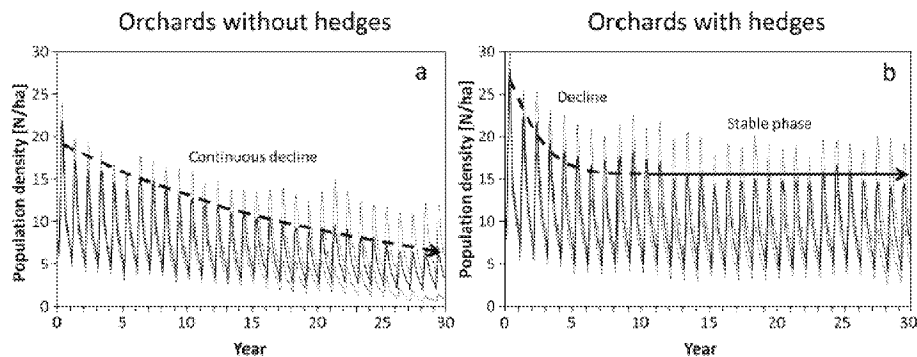 Orchards without hedges
Orchards with hedges
Population density [N/ha]
30
25
20
15
10
5
0
a
Continuous decline
0 5 10 15 20 25 30
Year
Population density [N/ha]
30
25
20
15
10
5
0
b
Decline
Stable phase
0 5 10 15 20 25 30
Year